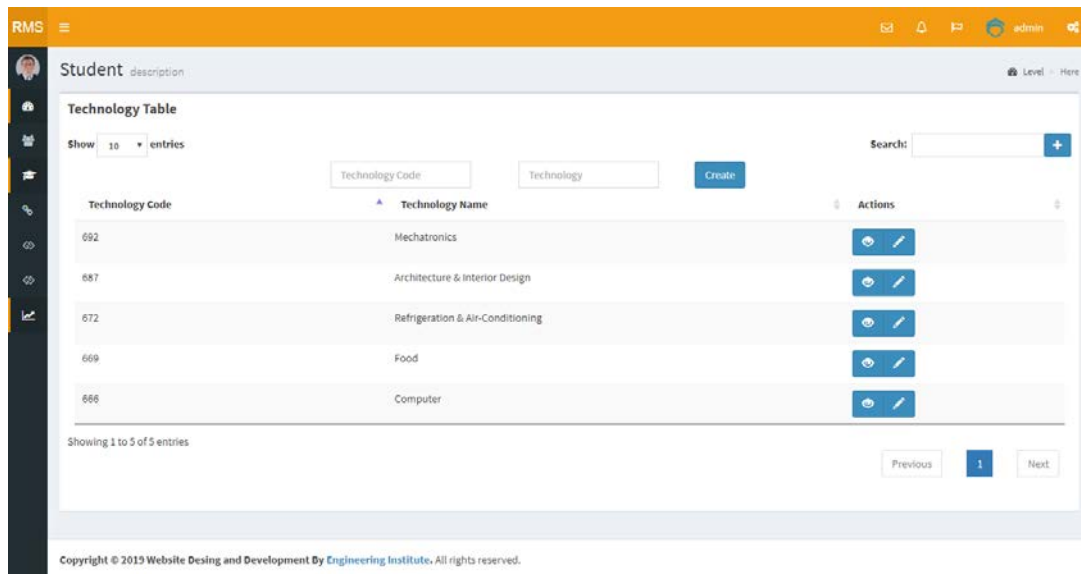 RMS admin
Student description Level > Here
Technology Table
Show 10 entries Search:
Technology Code Technology Create
Technology Code Technology Name Actions
692 Mechatronics
687 Architecture & Interior Design
672 Refrigeration & Air-Conditioning
669 Food
666 Computer
Showing 1 to 5 of 5 entries
Previous 1 Next
Copyright © 2019 Website Desing and Development By Engineering Institute. All rights reserved.